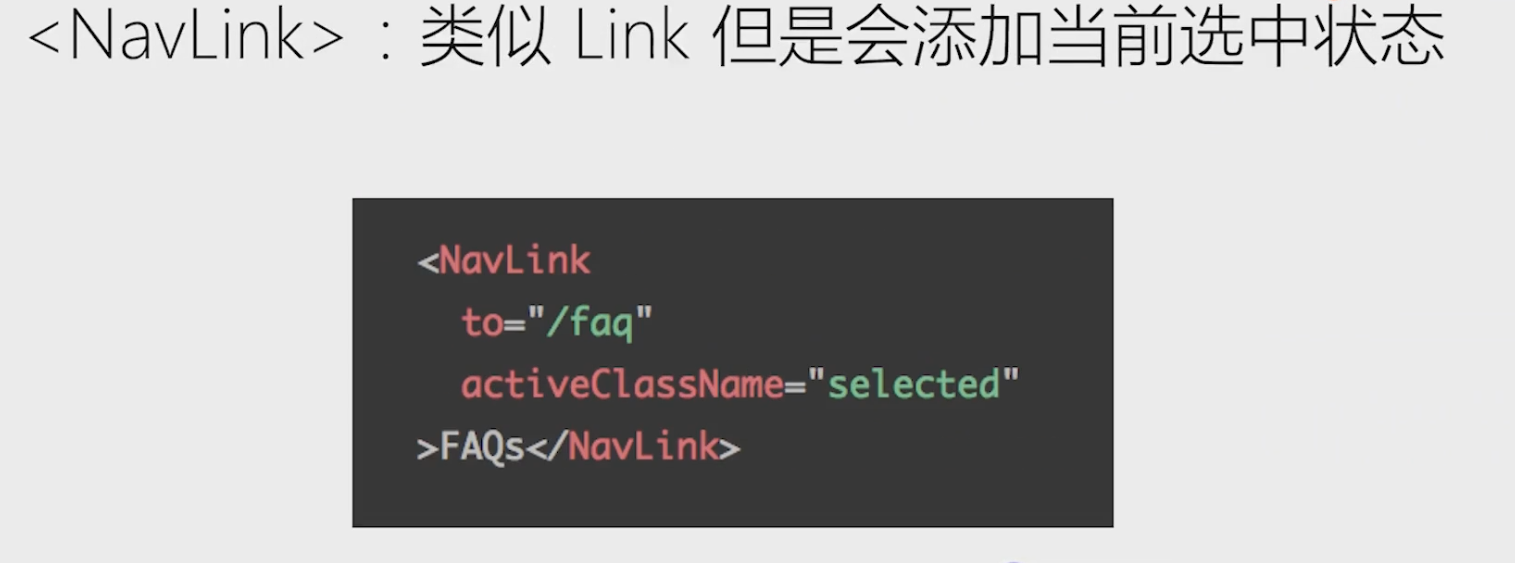 <NavLink>：类似 Link 但是会添加当前选中状态
<NavLink
to="/faq"
activeClassName="selected"
>FAQs</NavLink>